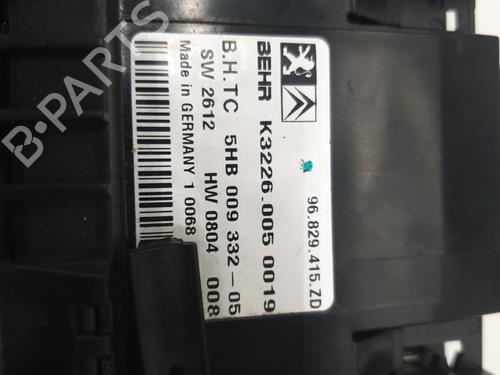 96.829.415.ZD
BEHR K3226.005 0019
B.H.TC 5HB 009 332-05
SW 2612 HW 0804 008
Made in GERMANY 1 0068
B-PARTS